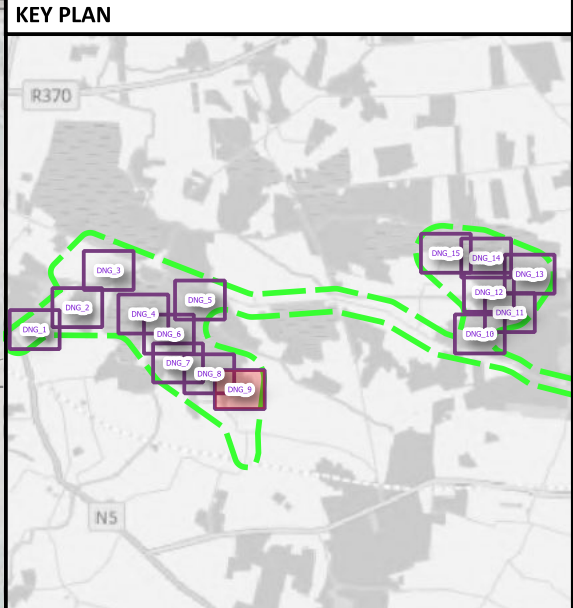 KEY PLAN
R370
DNG_15
DNG_14
DNG_3
DNG_13
DNG_12
DNG_5
DNG_2
DNG_4
DNG_11
DNG_1
DNG_6
DNG_10
DNG_7
DNG_8
DNG_9
N5